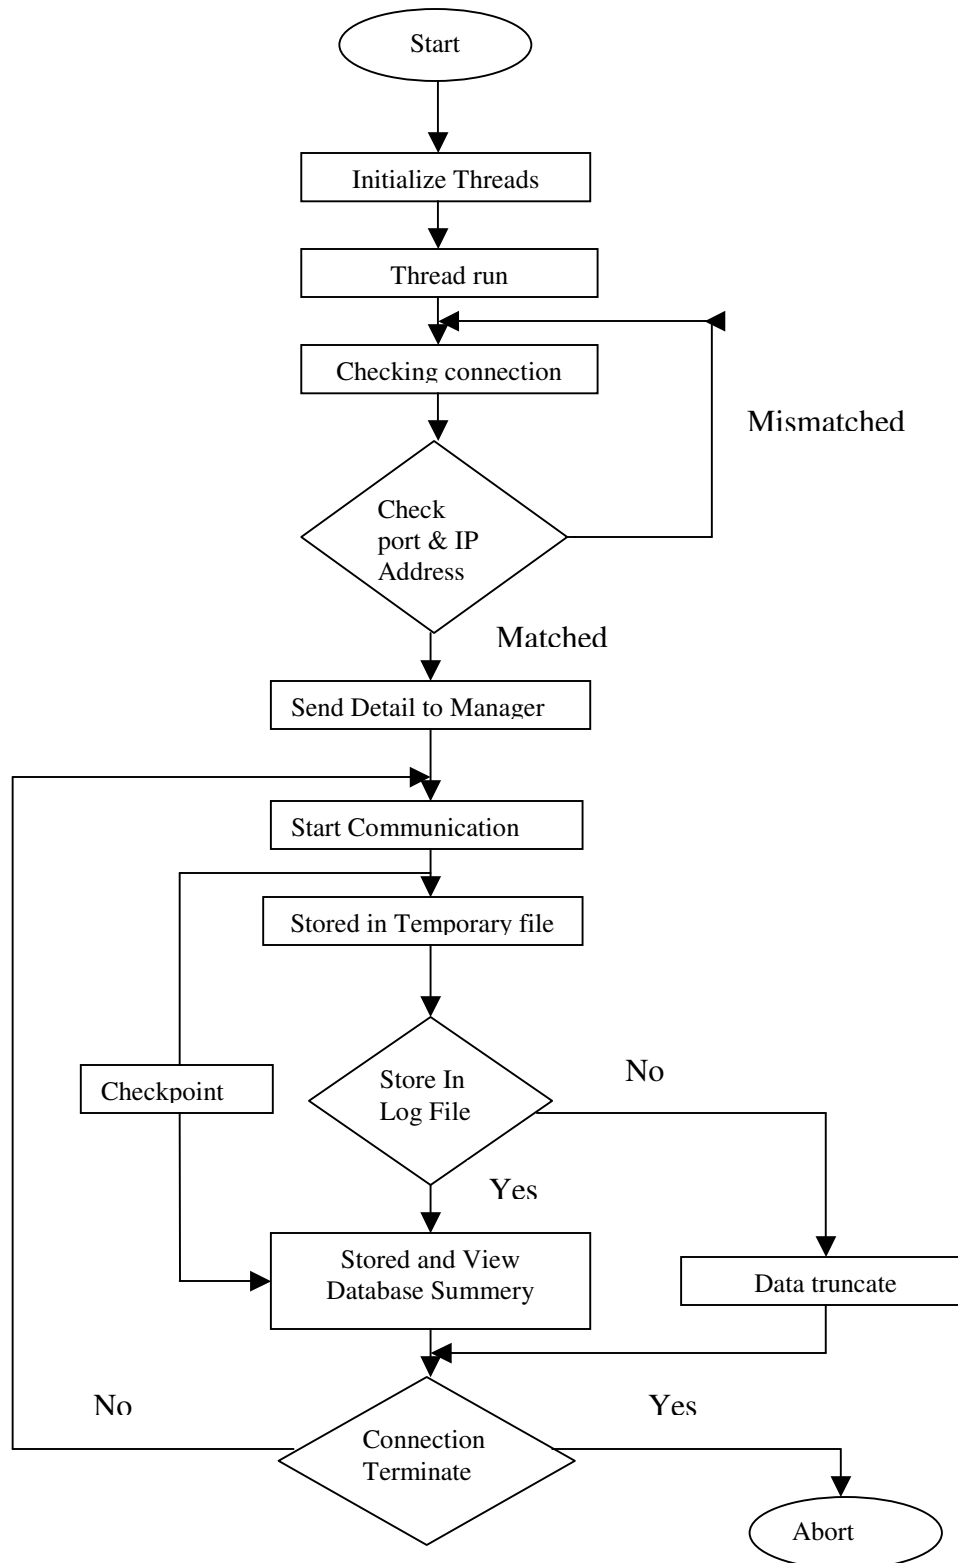 Start
Initialize Threads
Thread run
Checking connection
Mismatched
Check
port & IP
Address
Matched
Send Detail to Manager
Start Communication
Stored in Temporary file
Checkpoint
Store In
Log File
No
Yes
Stored and View
Database Summery
Data truncate
No
Yes
Connection
Terminate
Abort